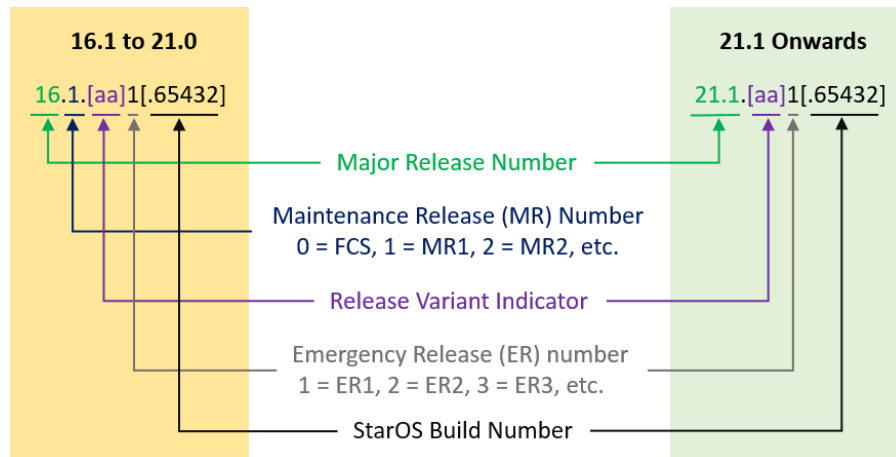 16.1 to 21.0
21.1 Onwards
16.1.[aa]1[.65432]
21.1.[aa]1[.65432]
Major Release Number
Maintenance Release (MR) Number
0 = FCS, 1 = MR1, 2 = MR2, etc.
Release Variant Indicator
Emergency Release (ER) number
1 = ER1, 2 = ER2, 3 = ER3, etc.
StarOS Build Number